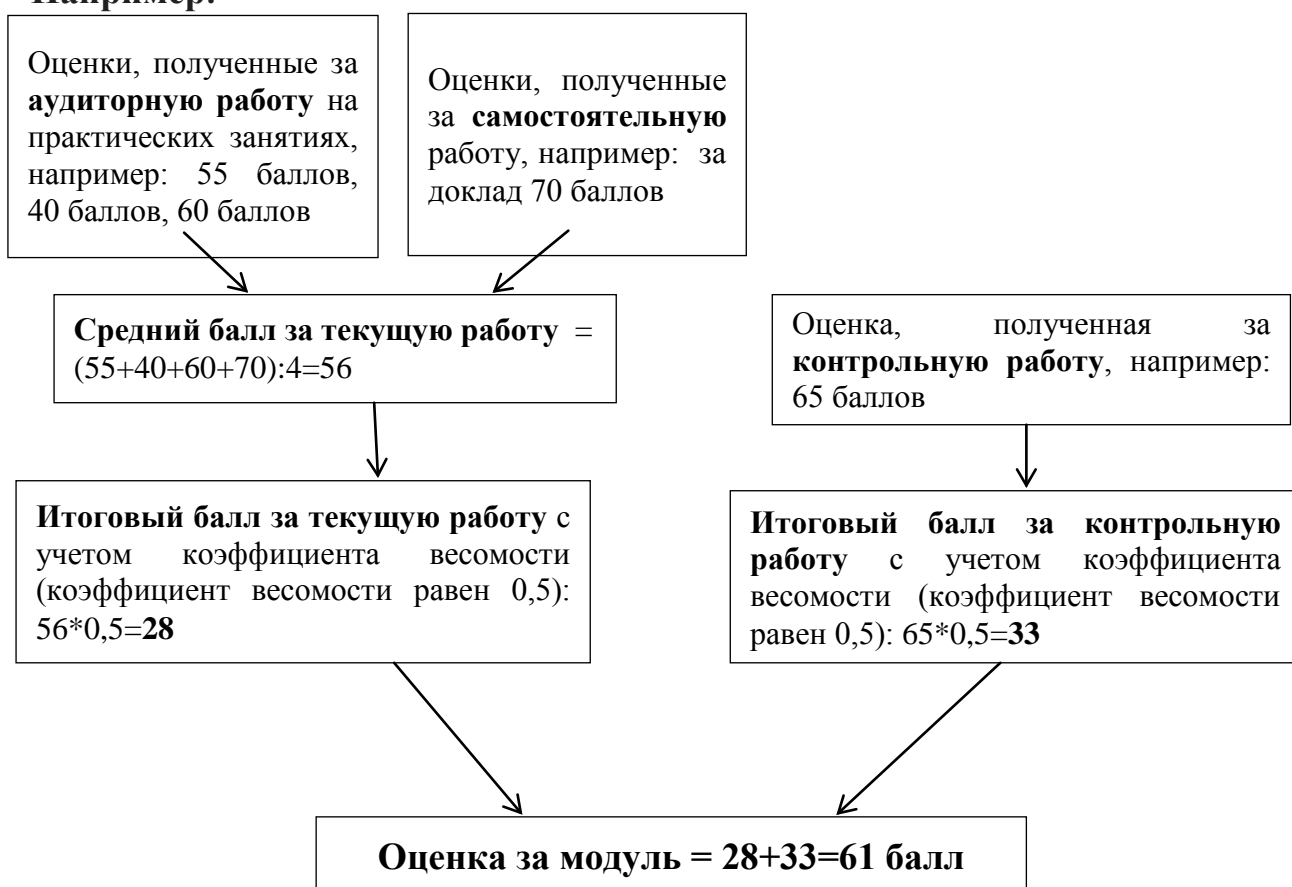 Например:
Оценки, полученные за
аудиторную работу на
практических занятиях,
например: 55 баллов,
40 баллов, 60 баллов
Оценки, полученные
за самостоятельную
работу, например: за
доклад 70 баллов
Средний балл за текущую работу =
(55+40+60+70):4=56
Оценка, полученная за
контрольную работу, например:
65 баллов
Итоговый балл за текущую работу с
учетом коэффициента весомости
(коэффициент весомости равен 0,5):
56*0,5=28
Итоговый балл за контрольную
работу с учетом коэффициента
весомости (коэффициент весомости
равен 0,5): 65*0,5=33
Оценка за модуль = 28+33=61 балл